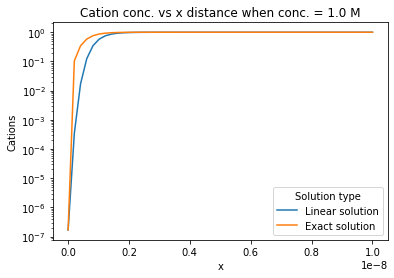 Cation conc. vs x distance when conc. = 1.0 M
Cations
10^0
10^-1
10^-2
10^-3
10^-4
10^-5
10^-6
10^-7
Solution type
Linear solution
Exact solution
0.0 0.2 0.4 0.6 0.8 1.0
1e-8
x